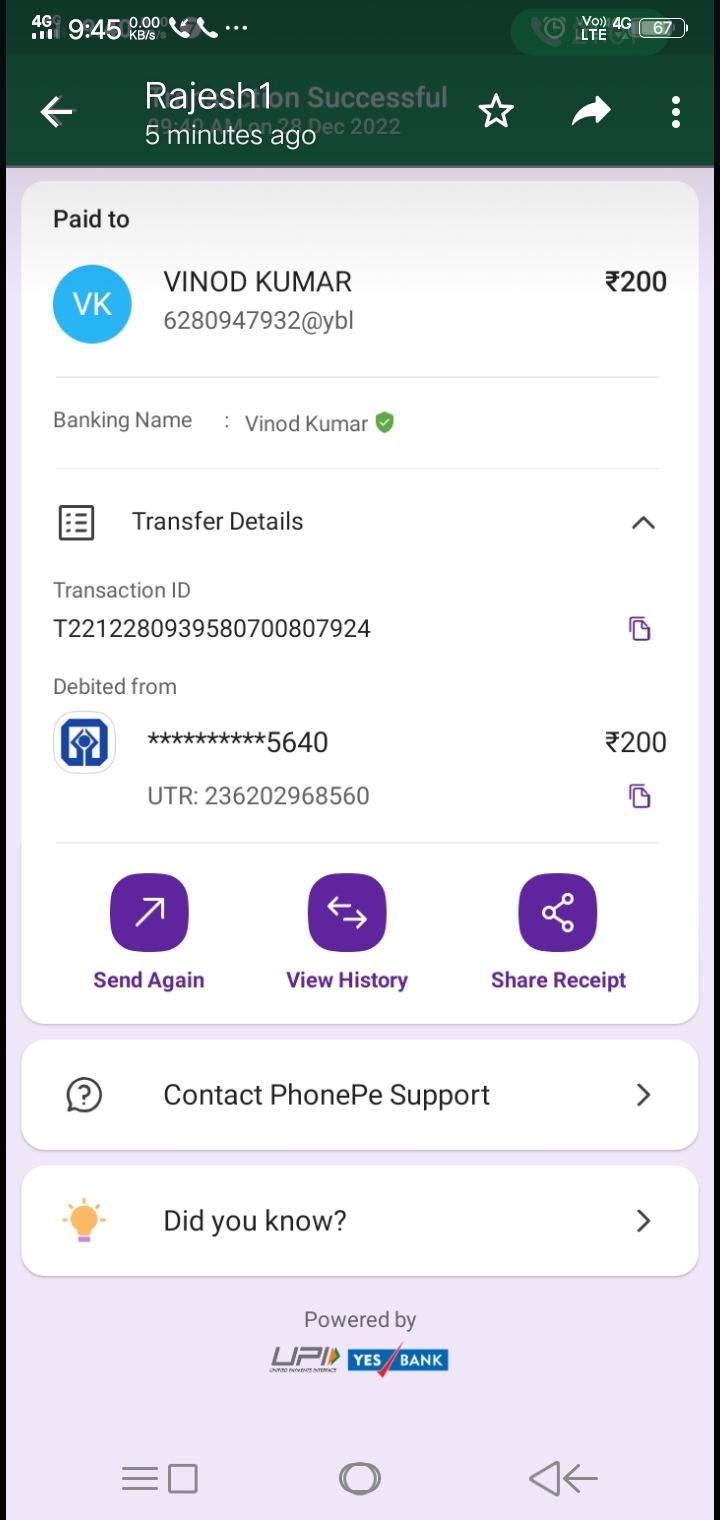 4G 9:45 0.00 KB/s ... Vo)) LTE 4G 67
Rajesh1
Transaction Successful
5 minutes ago
09:40 AM on 28 Dec 2022
Paid to
VK VINOD KUMAR ₹200
6280947932@ybl
Banking Name : Vinod Kumar
Transfer Details
Transaction ID
T2212280939580700807924
Debited from
**********5640 ₹200
UTR: 236202968560
Send Again View History Share Receipt
Contact PhonePe Support
Did you know?
Powered by
UPI YES BANK
UNIFIED PAYMENTS INTERFACE